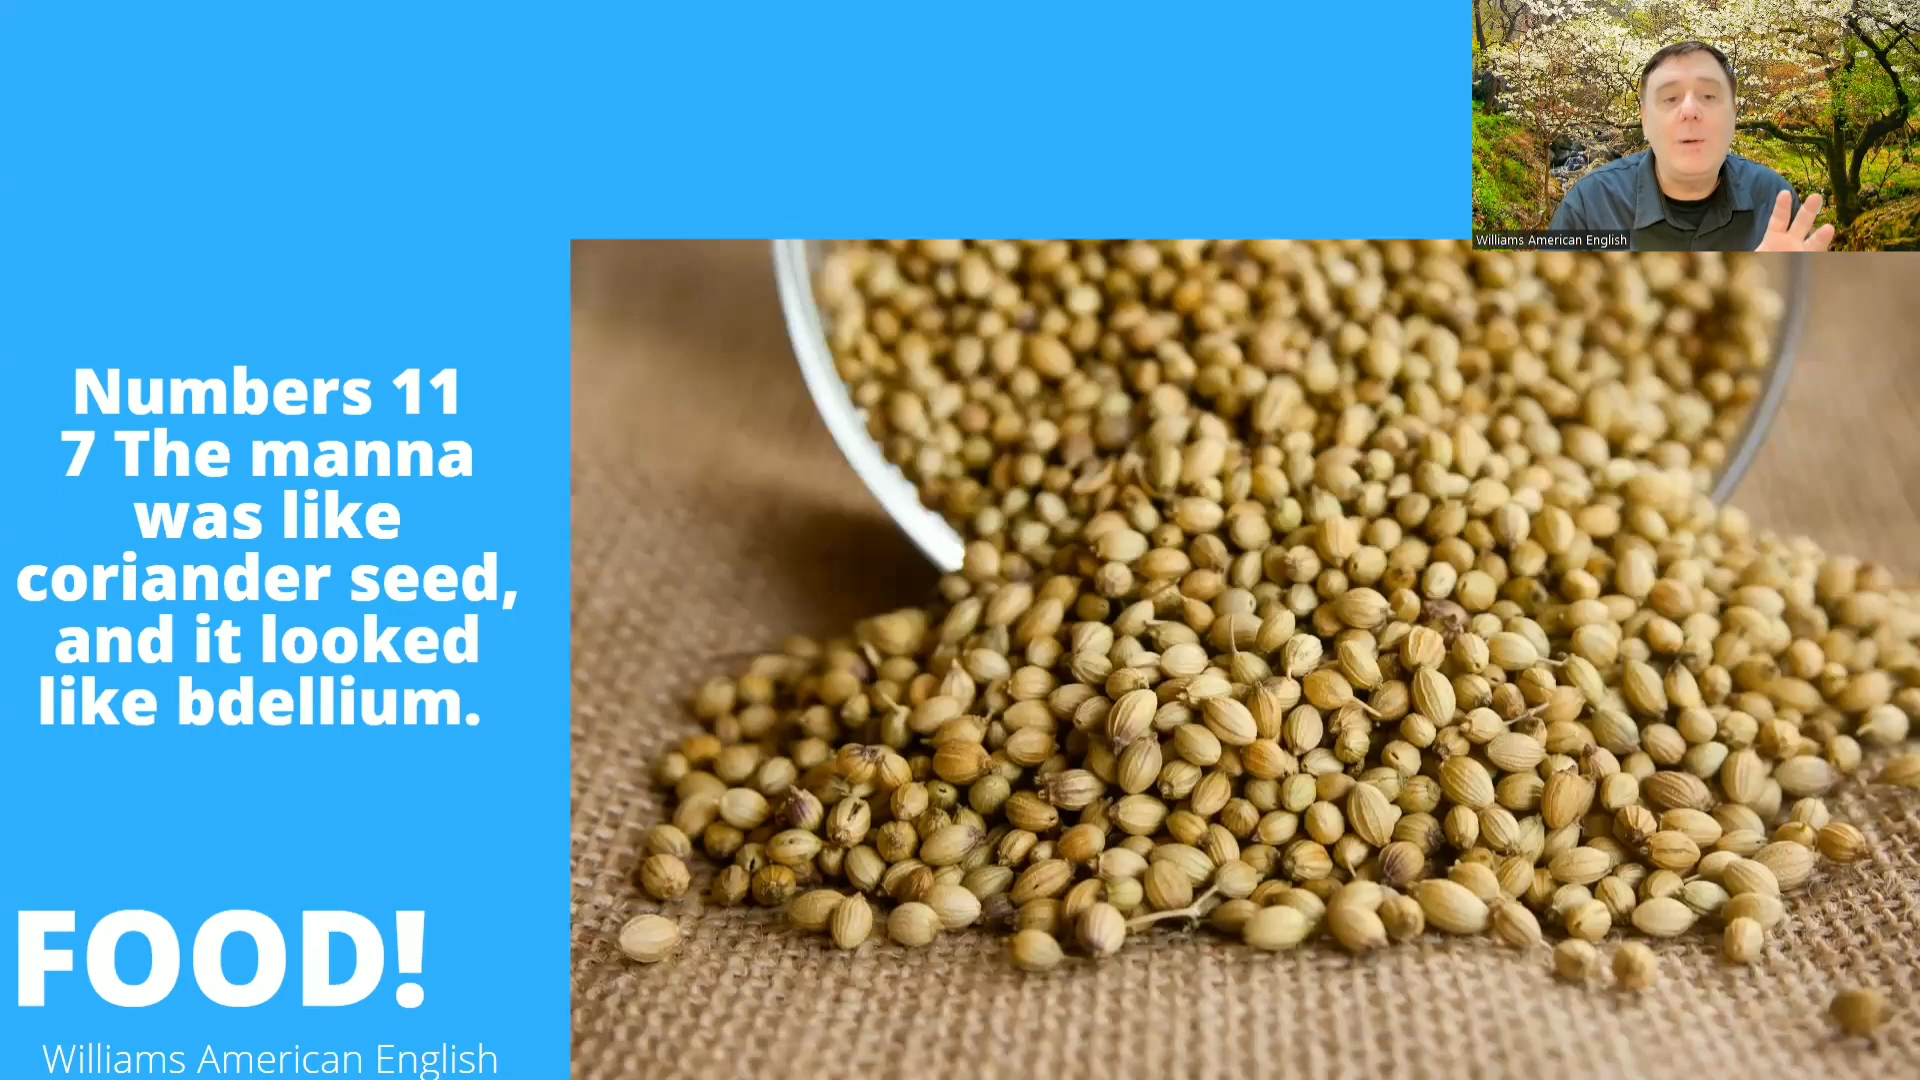 Williams American English
Numbers 11
7 The manna
was like
coriander seed,
and it looked
like bdellium.
FOOD!
Williams American English